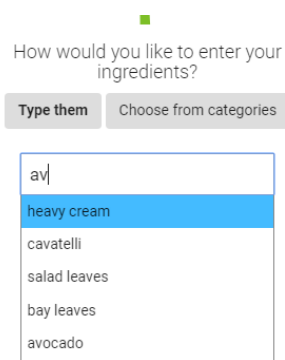 How would you like to enter your
ingredients?
Type them Choose from categories
av
heavy cream
cavatelli
salad leaves
bay leaves
avocado